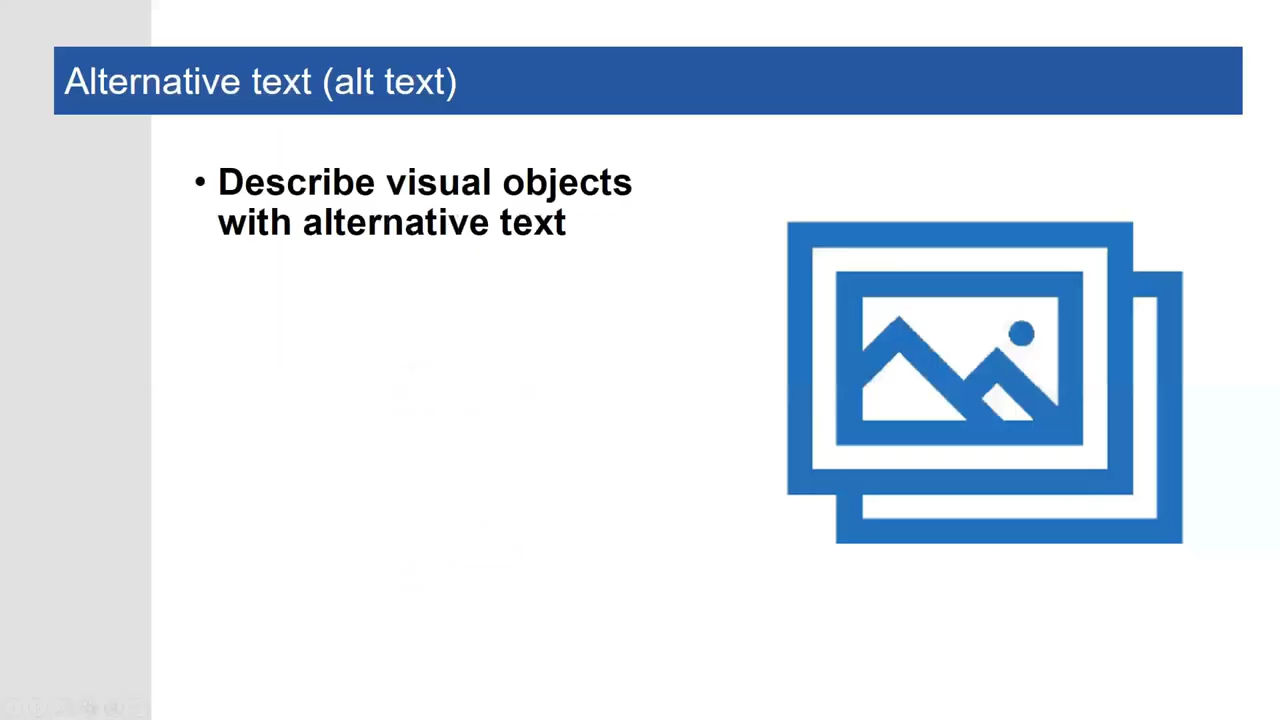 Alternative text (alt text)
• Describe visual objects
with alternative text